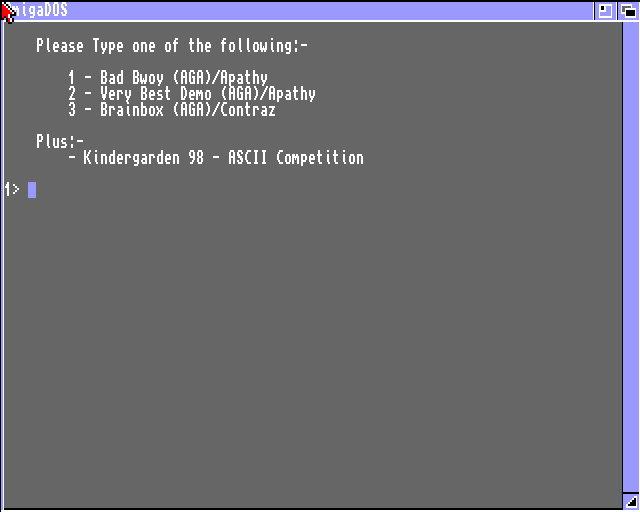 AmigaDOS
Please Type one of the following:-
1 - Bad Bwoy (AGA)/Apathy
2 - Very Best Demo (AGA)/Apathy
3 - Brainbox (AGA)/Contraz
Plus:-
- Kindergarden 98 - ASCII Competition
1>